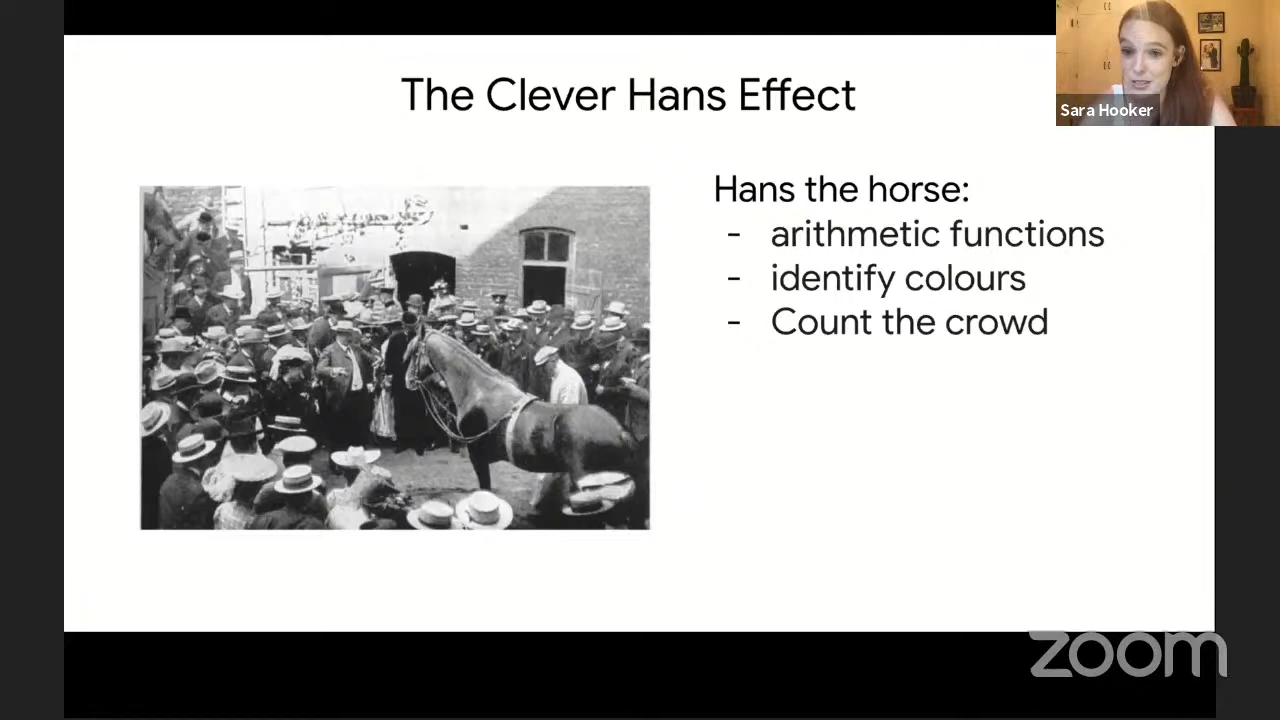 The Clever Hans Effect
Sara Hooker
Hans the horse:
- arithmetic functions
- identify colours
- Count the crowd
zoom